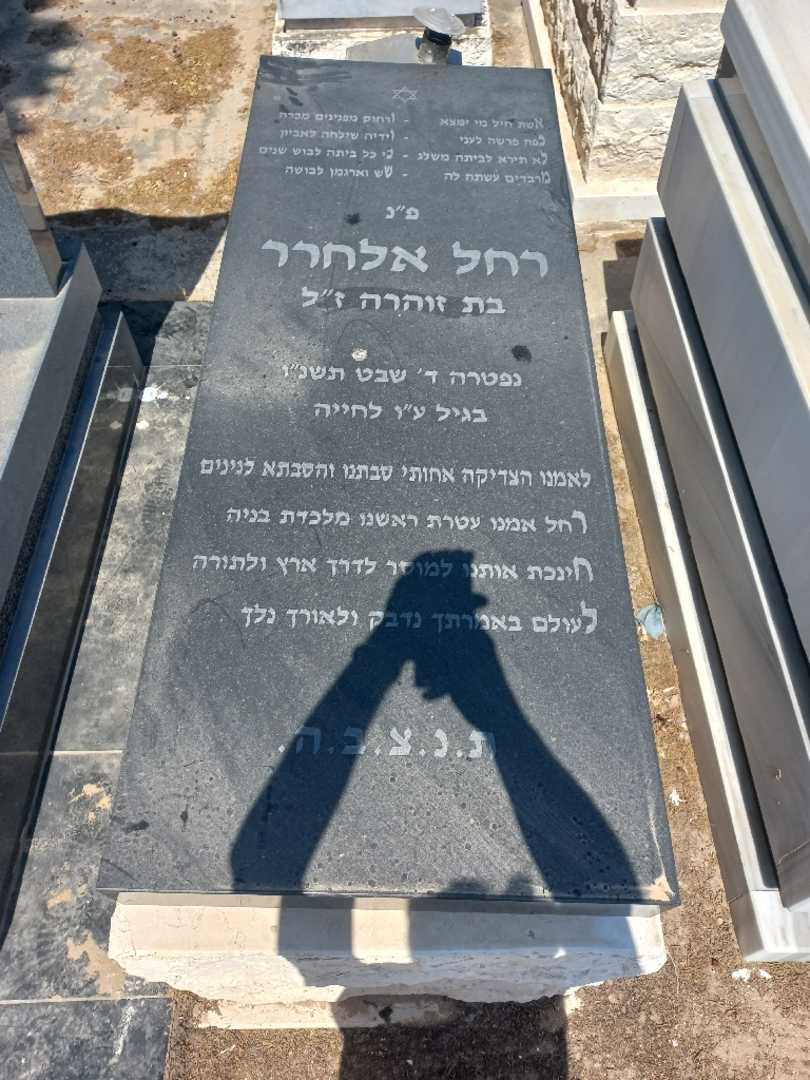 אשת חיל מי ימצא - ורחוק מפנינים מכרה
כפה פרשה לעני - וידיה שילחה לאביון
לא תירא לביתה משלג - כי כל ביתה לבוש שנים
מרבדים עשתה לה - שש וארגמן לבושה
פ״נ
רחל אלחרר
בת זוהרה ז״ל
נפטרה ד׳ שבט תשנ״ו
בגיל ע״ו לחייה
לאמנו הצדיקה אחותי סבתנו והסבתא לנינים
רחל אמנו עטרת ראשנו מלכדת בניה
חינכת אותנו למוסר לדרך ארץ ולתורה
לעולם באמרתך נדבק ולאורך נלך
ת.נ.צ.ב.ה.